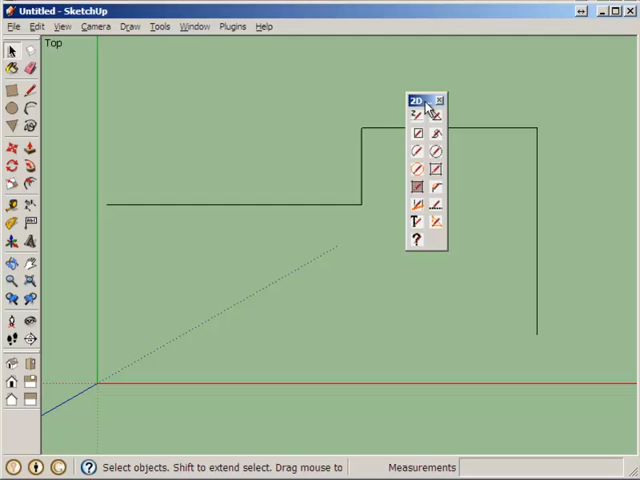 Untitled - SketchUp
File Edit View Camera Draw Tools Window Plugins Help
Top
2D
Select objects. Shift to extend select. Drag mouse to
Measurements